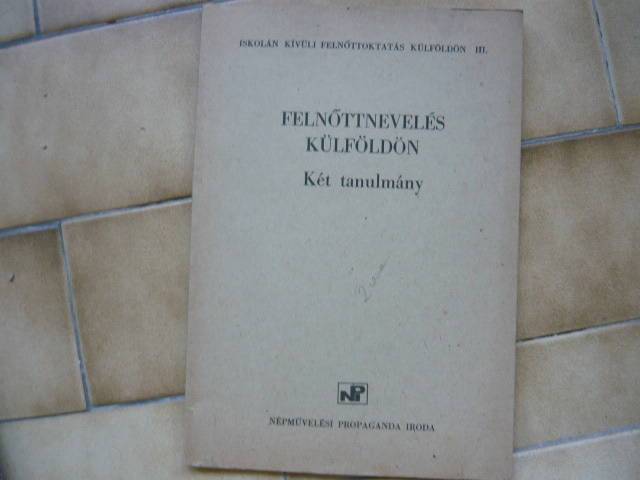 ISKOLÁN KÍVÜLI FELNŐTTOKTATÁS KÜLFÖLDÖN III.
FELNŐTTNEVELÉS
KÜLFÖLDÖN
Két tanulmány
NP
NÉPMŰVELÉSI PROPAGANDA IRODA